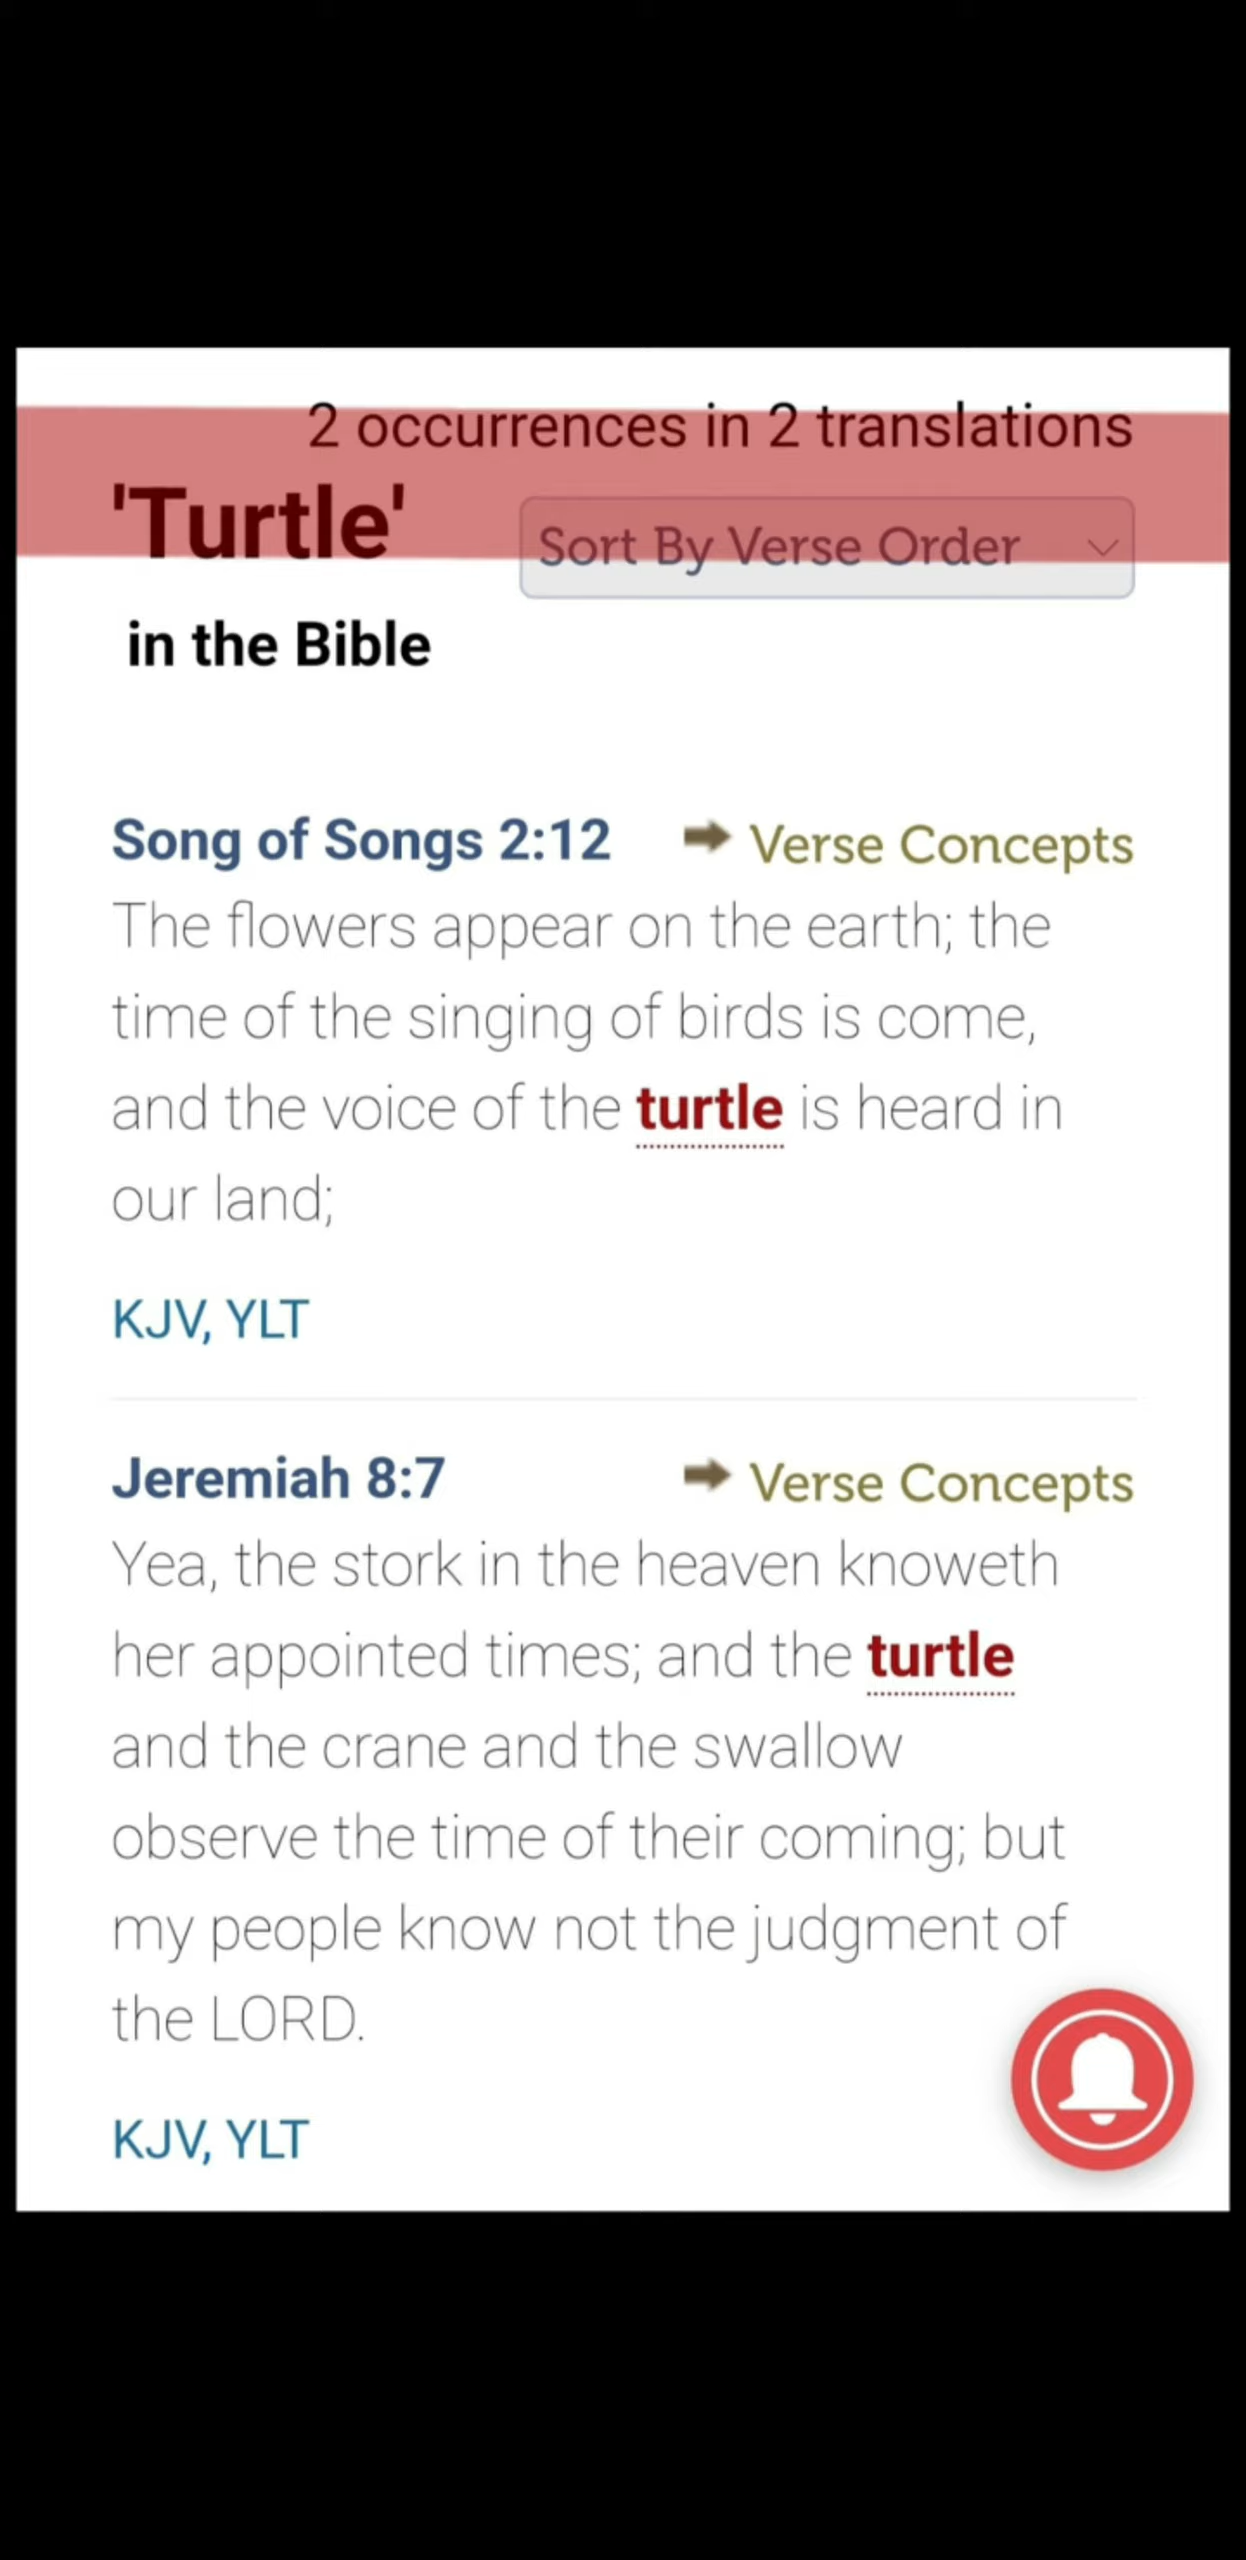 2 occurrences in 2 translations
'Turtle'
Sort By Verse Order
in the Bible
Song of Songs 2:12 Verse Concepts
The flowers appear on the earth; the
time of the singing of birds is come,
and the voice of the turtle is heard in
our land;
KJV, YLT
Jeremiah 8:7 Verse Concepts
Yea, the stork in the heaven knoweth
her appointed times; and the turtle
and the crane and the swallow
observe the time of their coming; but
my people know not the judgment of
the LORD.
KJV, YLT